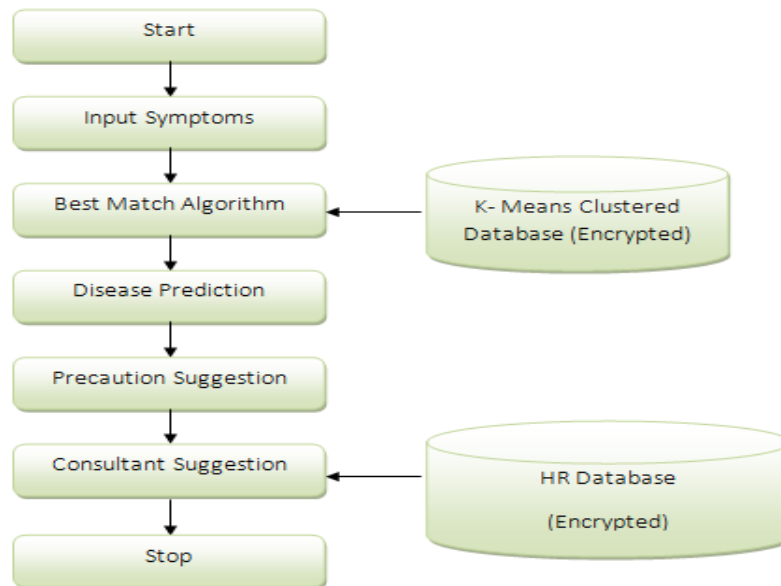 Start
Input Symptoms
Best Match Algorithm
K- Means Clustered
Database (Encrypted)
Disease Prediction
Precaution Suggestion
Consultant Suggestion
HR Database
(Encrypted)
Stop